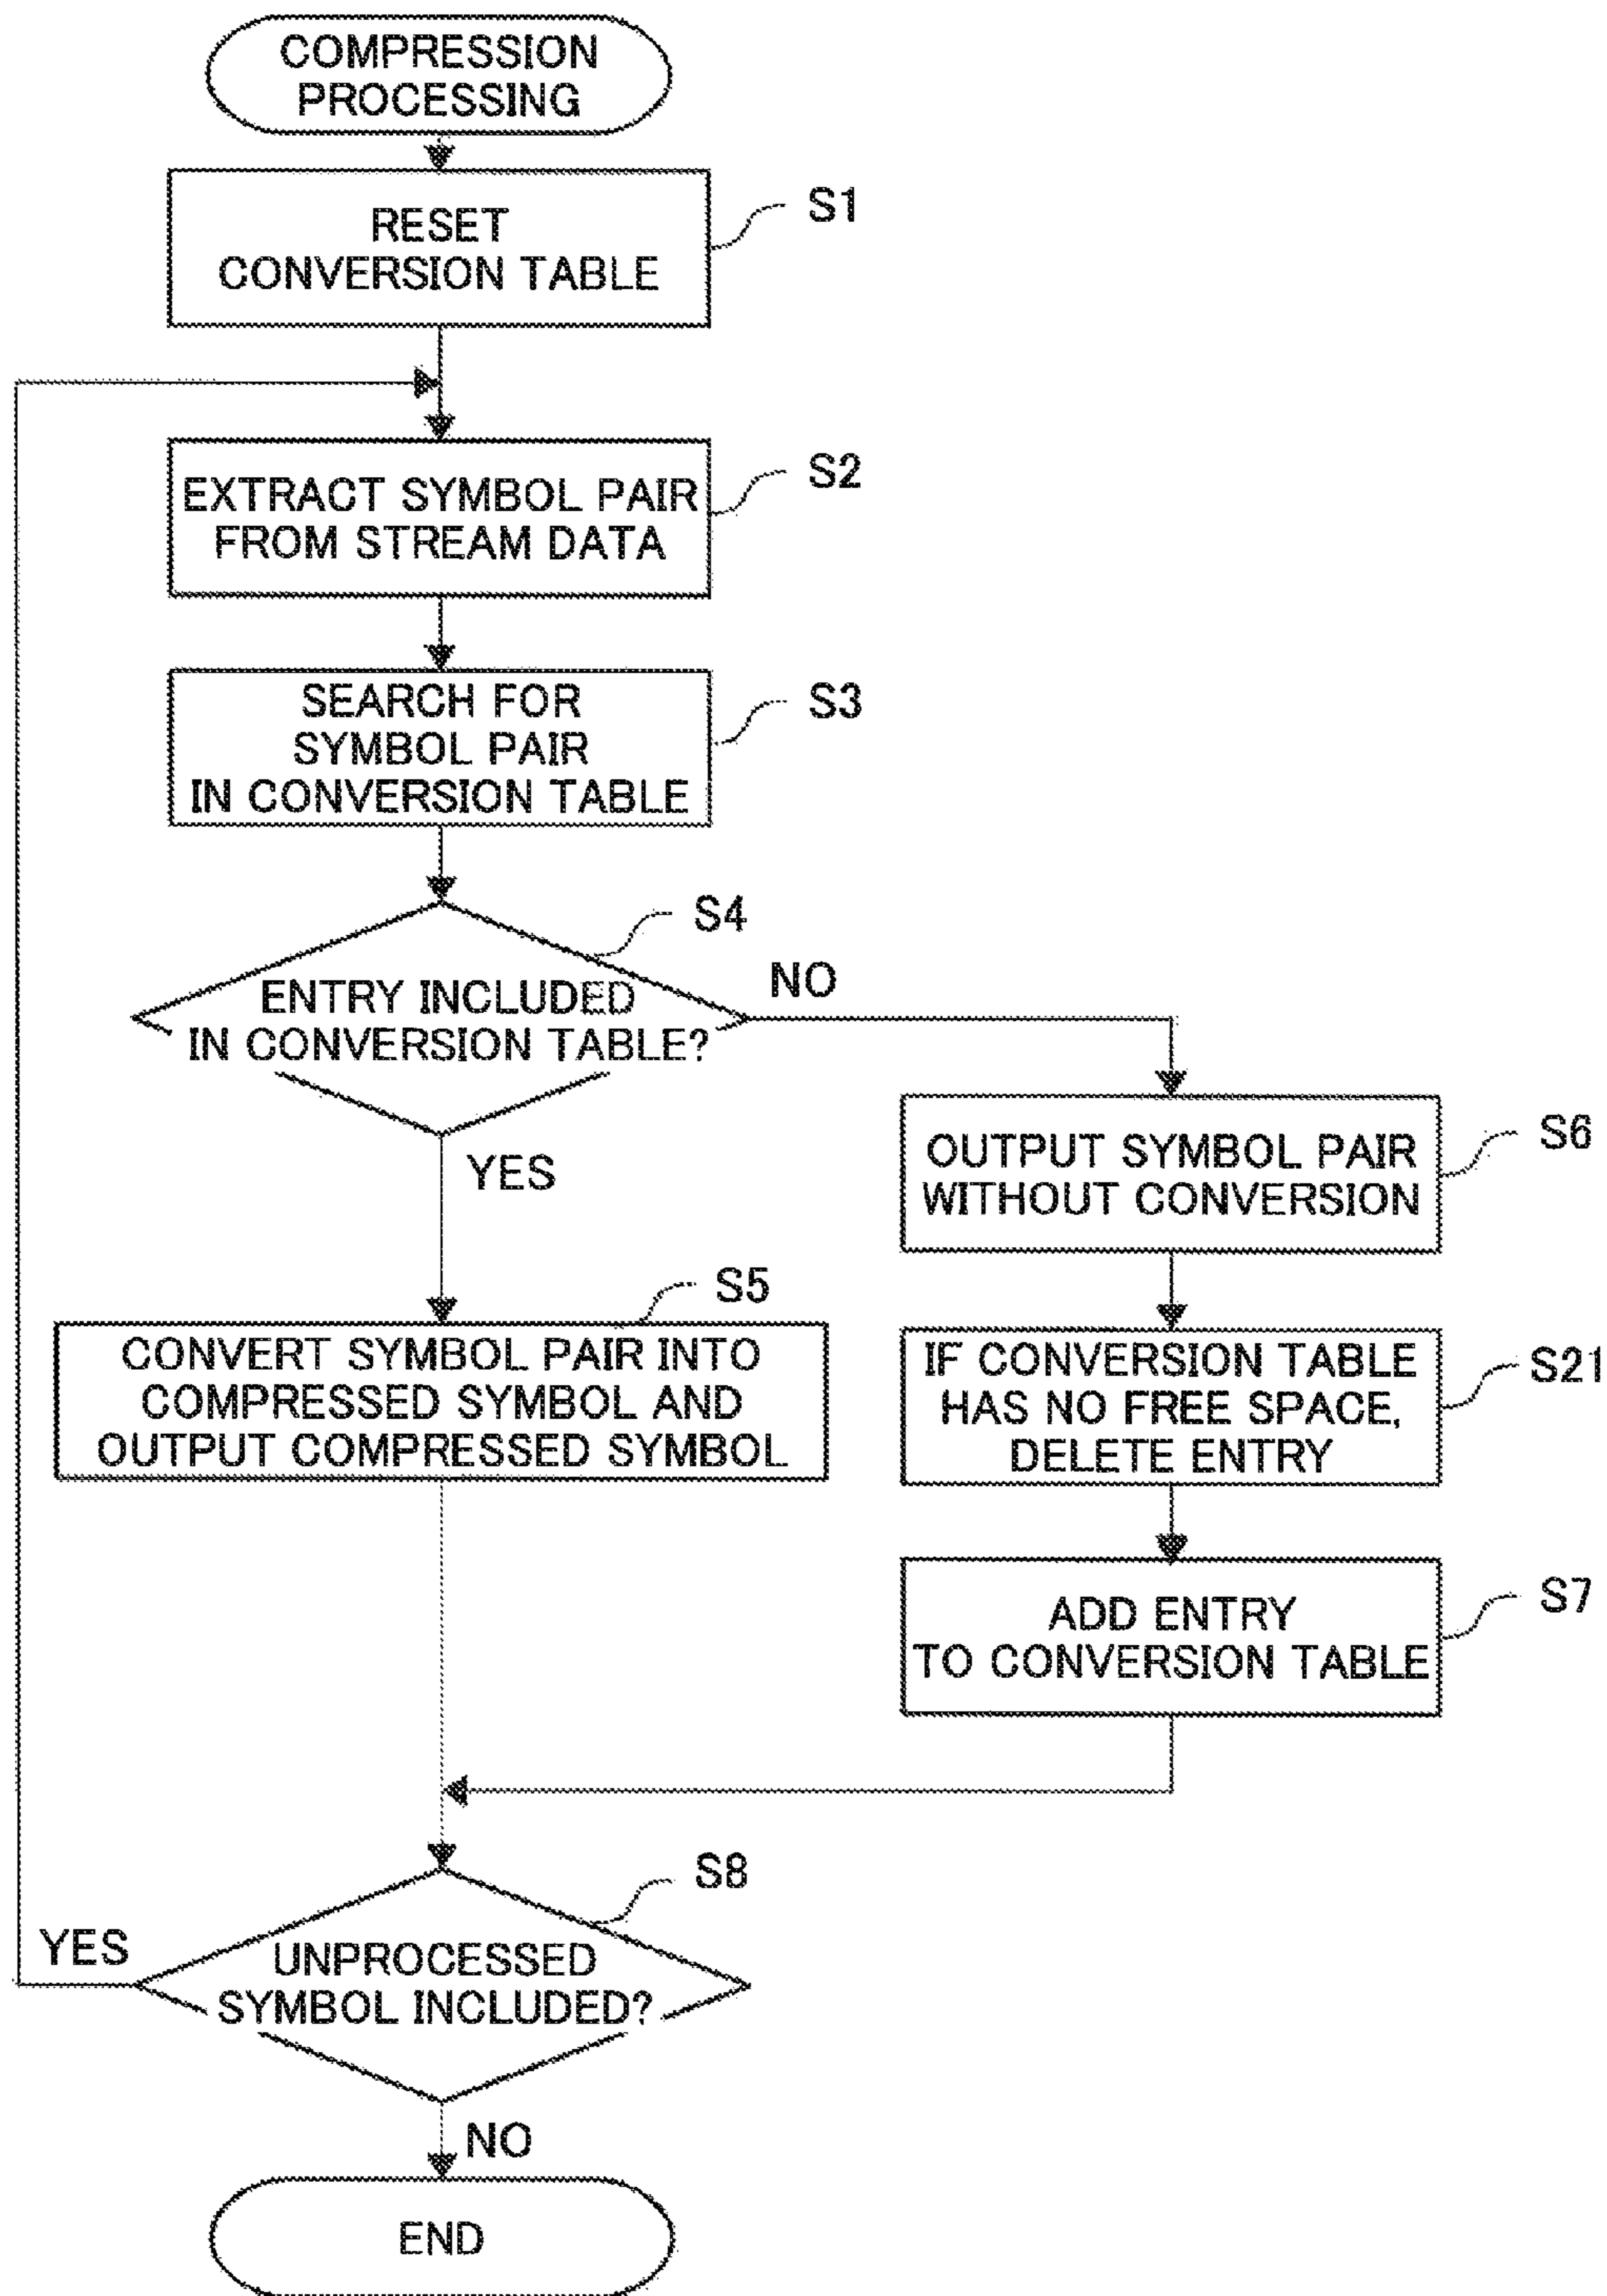 COMPRESSION
PROCESSING
RESET
CONVERSION TABLE
S1
EXTRACT SYMBOL PAIR
FROM STREAM DATA
S2
SEARCH FOR
SYMBOL PAIR
IN CONVERSION TABLE
S3
S4
ENTRY INCLUDED
IN CONVERSION TABLE?
NO
YES
OUTPUT SYMBOL PAIR
WITHOUT CONVERSION
S6
S5
CONVERT SYMBOL PAIR INTO
COMPRESSED SYMBOL AND
OUTPUT COMPRESSED SYMBOL
IF CONVERSION TABLE
HAS NO FREE SPACE,
DELETE ENTRY
S21
ADD ENTRY
TO CONVERSION TABLE
S7
S8
YES
UNPROCESSED
SYMBOL INCLUDED?
NO
END